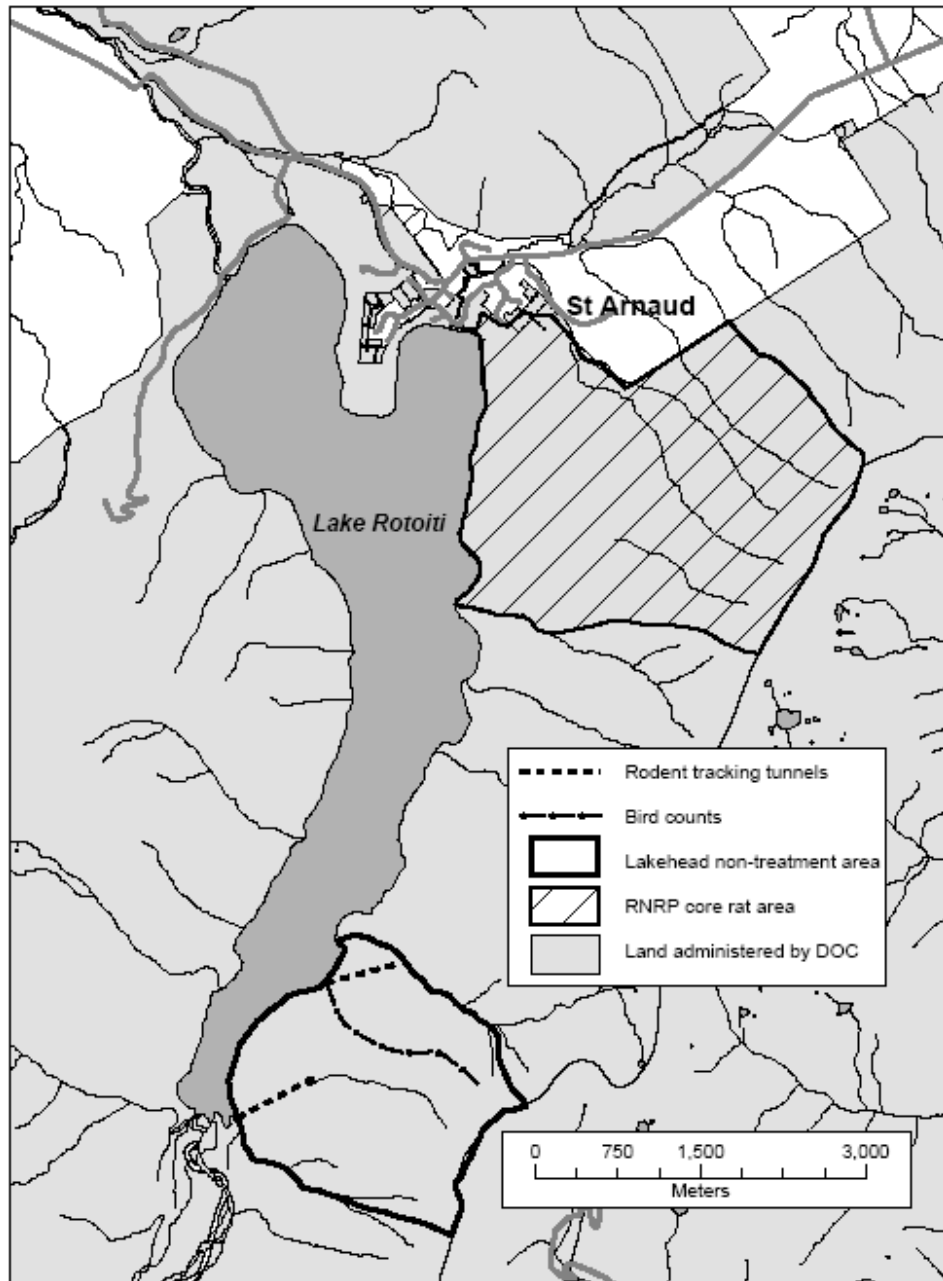 St Arnaud
Lake Rotoiti
Rodent tracking tunnels
Bird counts
Lakehead non-treatment area
RNRP core rat area
Land administered by DOC
0 750 1,500 3,000
Meters